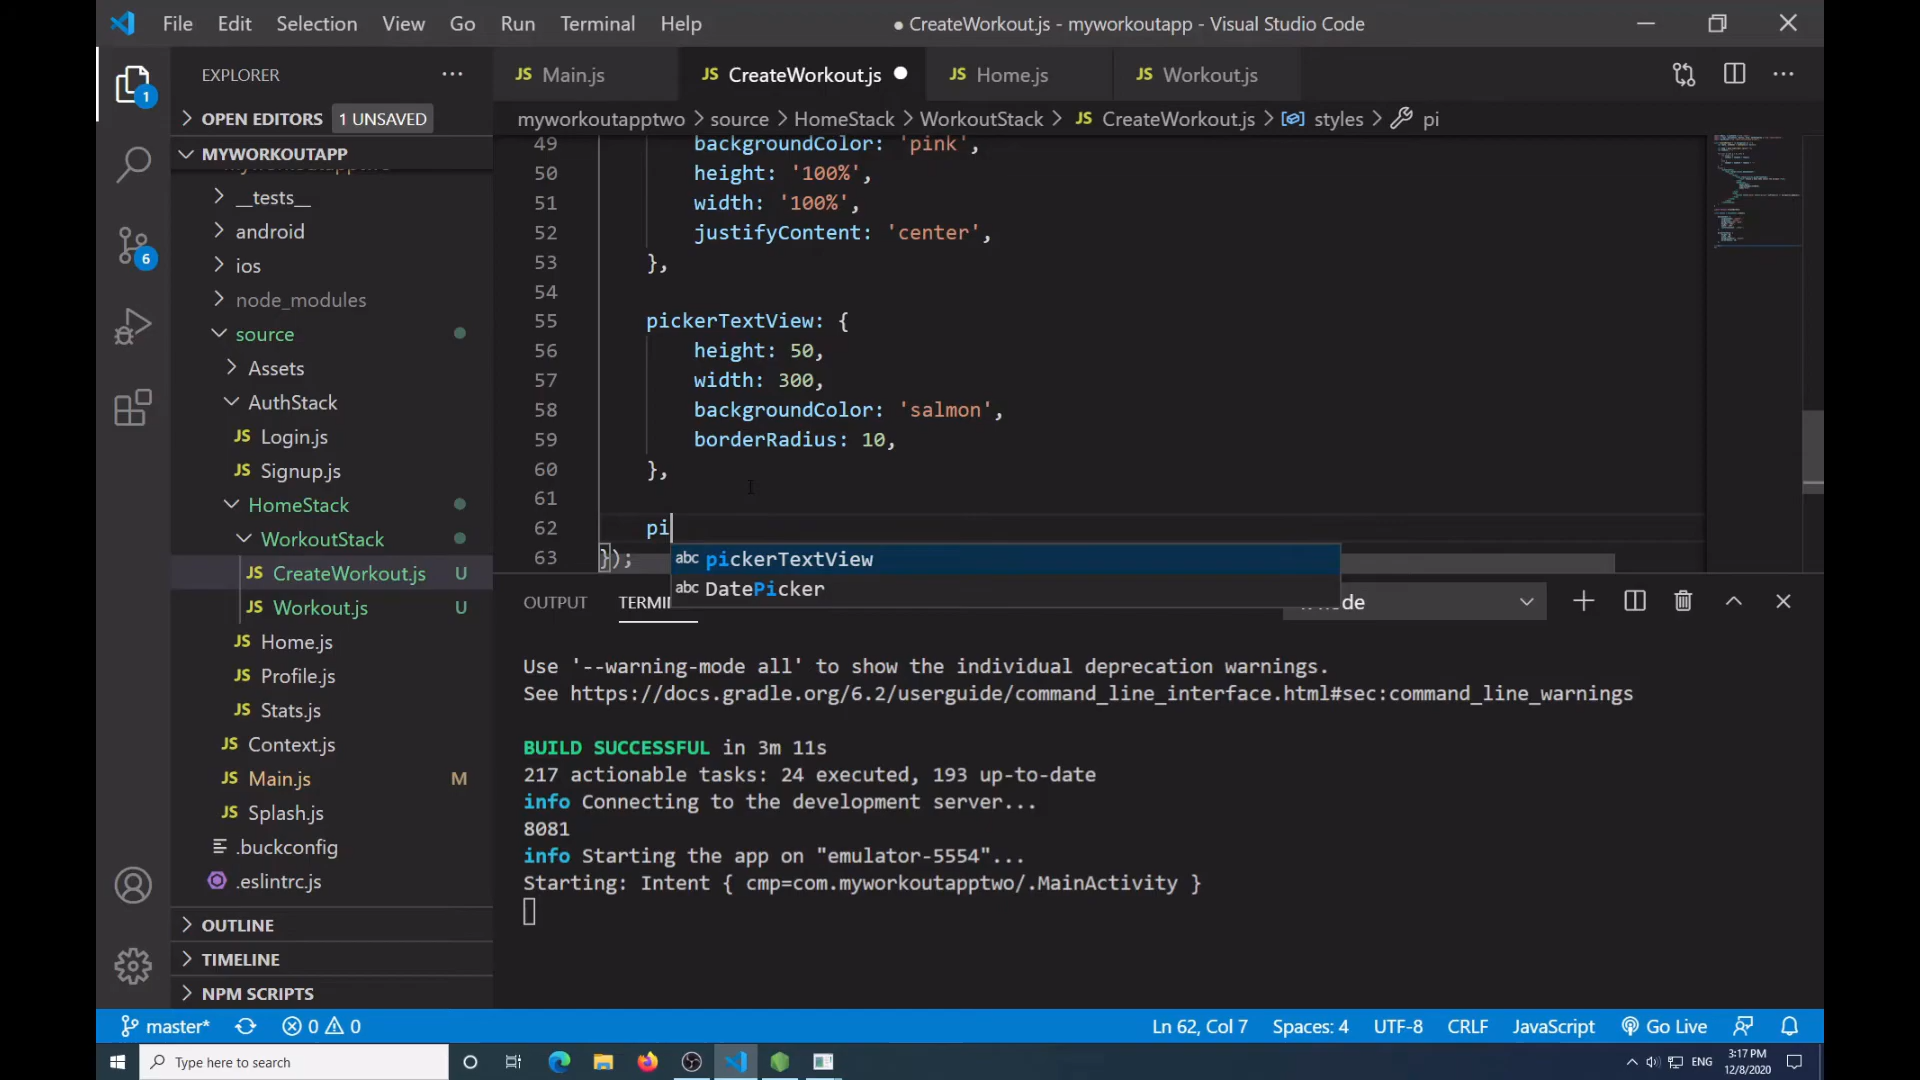 File Edit Selection View Go Run Terminal Help ● CreateWorkout.js - myworkoutapp - Visual Studio Code
EXPLORER
JS Main.js JS CreateWorkout.js JS Home.js JS Workout.js
OPEN EDITORS 1 UNSAVED
myworkoutapptwo > source > HomeStack > WorkoutStack > JS CreateWorkout.js > styles > pi
MYWORKOUTAPP
__tests__
android
ios
node_modules
source
Assets
AuthStack
JS Login.js
JS Signup.js
HomeStack
WorkoutStack
JS CreateWorkout.js U
JS Workout.js U
JS Home.js
JS Profile.js
JS Stats.js
JS Context.js
JS Main.js M
JS Splash.js
.buckconfig
.eslintrc.js
OUTLINE
TIMELINE
NPM SCRIPTS
1
6
49 backgroundColor: 'pink',
50 height: '100%',
51 width: '100%',
52 justifyContent: 'center',
53 },
54
55 pickerTextView: {
56 height: 50,
57 width: 300,
58 backgroundColor: 'salmon',
59 borderRadius: 10,
60 },
61
62 pi
63 });
abc pickerTextView
abc DatePicker
OUTPUT TERMI
Use '--warning-mode all' to show the individual deprecation warnings.
See https://docs.gradle.org/6.2/userguide/command_line_interface.html#sec:command_line_warnings
BUILD SUCCESSFUL in 3m 11s
217 actionable tasks: 24 executed, 193 up-to-date
info Connecting to the development server...
8081
info Starting the app on "emulator-5554"...
Starting: Intent { cmp=com.myworkoutapptwo/.MainActivity }
master* 0 0 Ln 62, Col 7 Spaces: 4 UTF-8 CRLF JavaScript Go Live
Type here to search
ENG 3:17 PM
12/8/2020